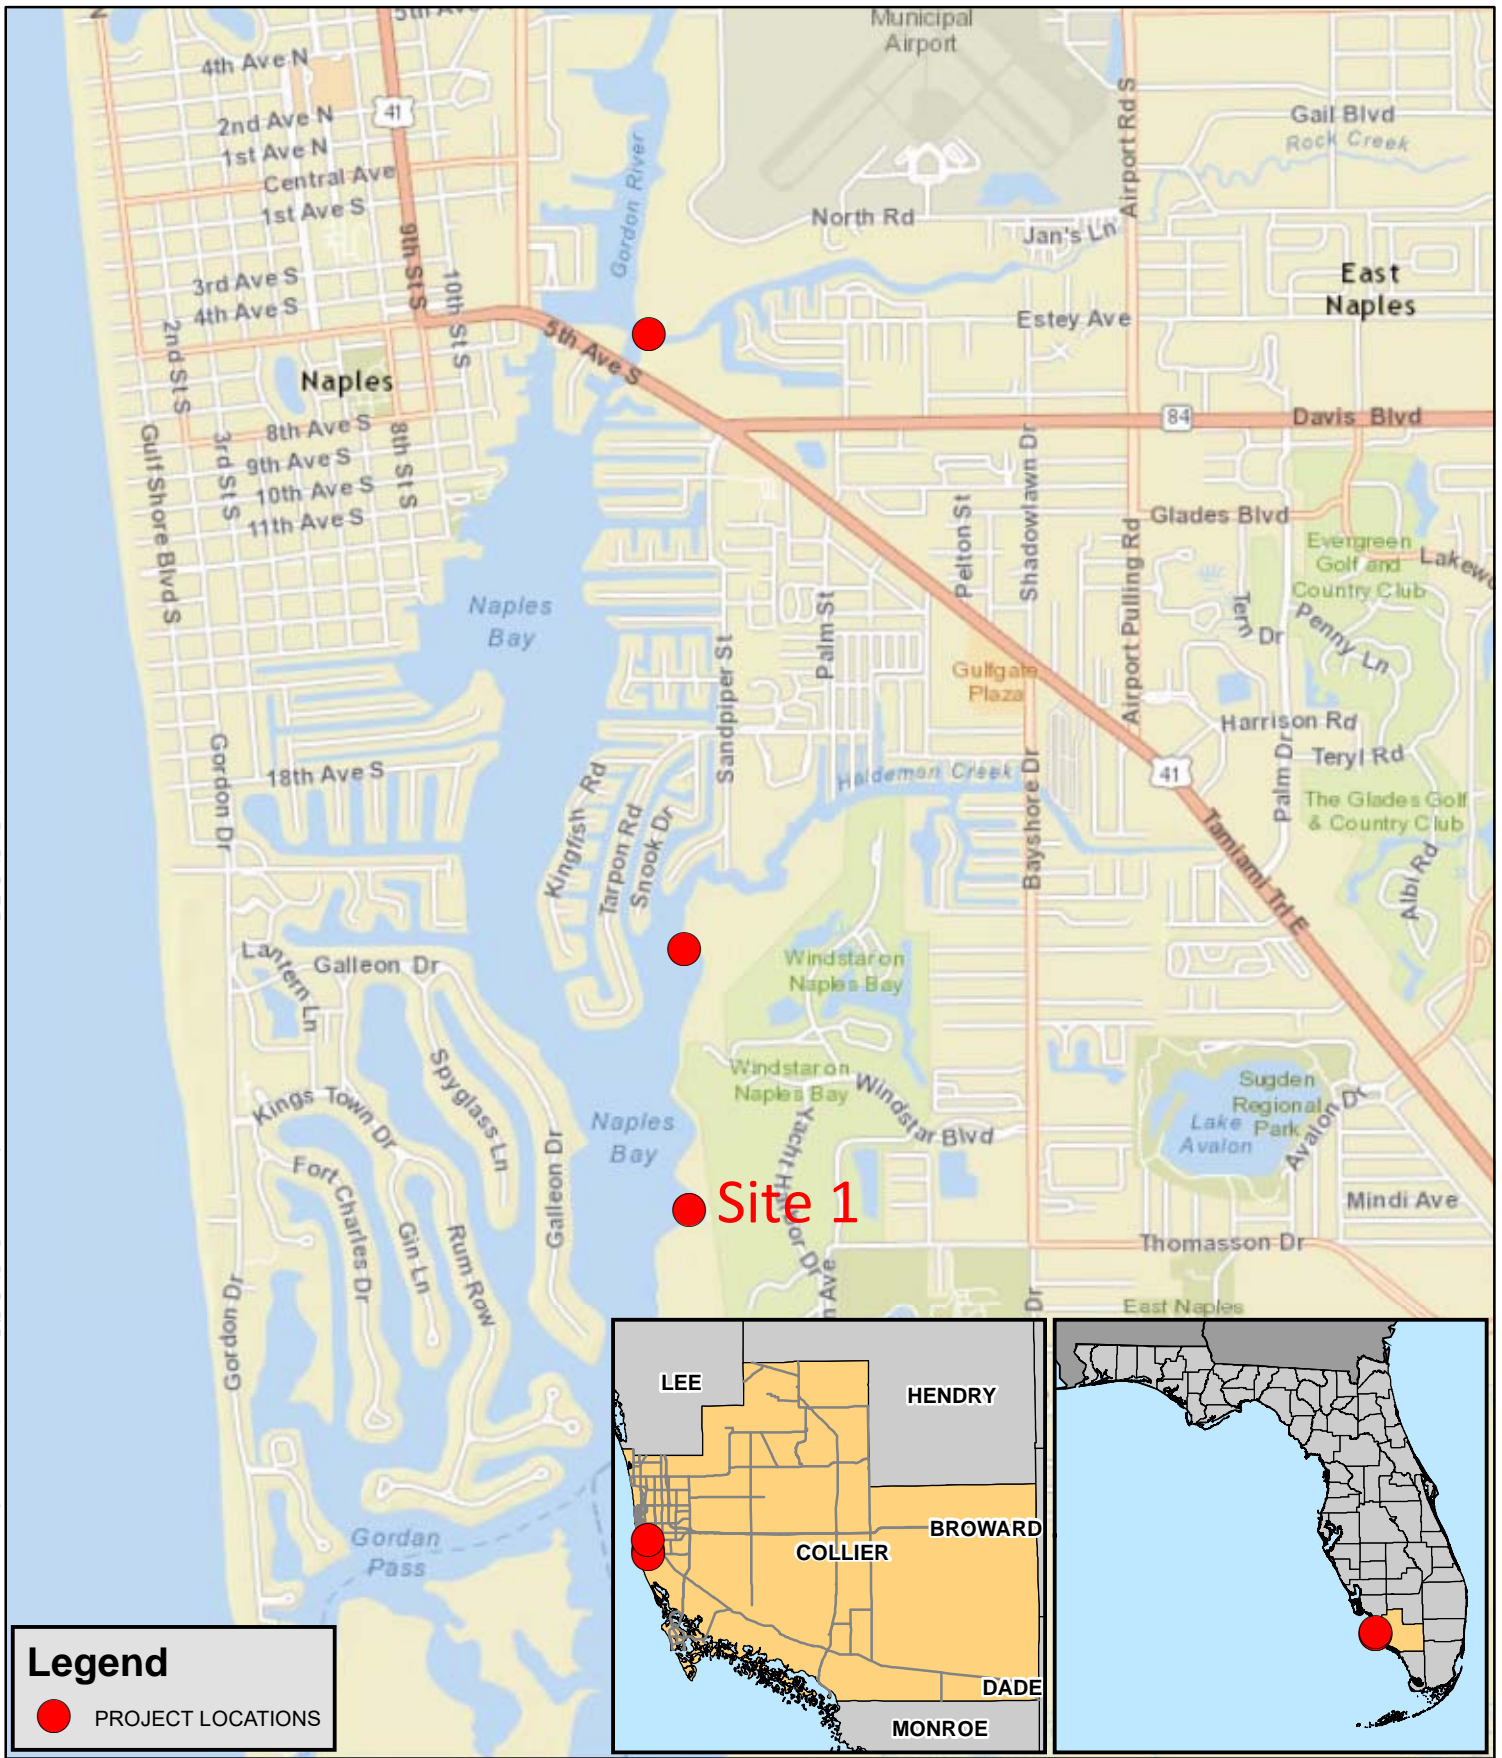 5th Ave N
Municipal
Airport
4th Ave N
41
2nd Ave N
1st Ave N
Central Ave
1st Ave S
Gordon River
Airport Rd S
Gail Blvd
Rock Creek
North Rd
Jan's Ln
9th St S
10th St S
3rd Ave S
4th Ave S
2nd St S
East
Naples
Estey Ave
5th Ave S
Naples
84
Davis Blvd
8th Ave S
9th Ave S
10th Ave S
11th Ave S
3rd St S
8th St S
Gulf Shore Blvd S
Pelton St
Shadowlawn Dr
Airport Pulling Rd
Glades Blvd
Evergreen
Golf and
Country Club
Naples
Bay
Palm St
Sandpiper St
Tern Dr
Penny Ln
Gulfgate
Plaza
Harrison Rd
Teryl Rd
Palm Dr
41
Gordon Dr
18th Ave S
Haldeman Creek
Bayshore Dr
Kingfish Rd
Tarpon Rd
Snook Dr
The Glades Golf
& Country Club
Albi Rd
Tamiami Trl E
Lantern Ln
Galleon Dr
Windstar on
Naples Bay
Spyglass Ln
Windstar on
Naples Bay
Windstar Blvd
Kings Town Dr
Sugden
Regional
Park
Lake
Avalon
Avalon Dr
Naples
Bay
Yacht Harbor Dr
Galleon Dr
Fort Charles Dr
Gin Ln
Rum Row
Site 1
Mindi Ave
Thomasson Dr
Gordon Dr
Dr
East Naples
LEE
HENDRY
BROWARD
COLLIER
DADE
MONROE
Gordan
Pass
Legend
PROJECT LOCATIONS